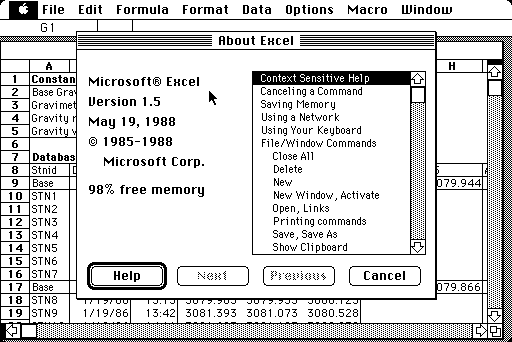 File Edit Formula Format Data Options Macro Window
G1
About Excel
Microsoft® Excel
Version 1.5
May 19, 1988
© 1985-1988
Microsoft Corp.
98% free memory
Context Sensitive Help
Canceling a Command
Saving Memory
Using a Network
Using Your Keyboard
File/Window Commands
Close All
Delete
New
New Window, Activate
Open, Links
Printing commands
Save, Save As
Show Clipboard
Help Next Previous Cancel
A H
1 Constan
2 Base Grav
3 Gravimet
4 Gravity r
5 Gravity v
6
7 Databas
8 Stnid
9 Base 079.944
10 STN1
11 STN2
12 STN3
13 STN4
14 STN5
15 STN6
16 STN7
17 Base 079.866
18 STN8 1/19/86 13:13 3079.983 3079.933 3080.123
19 STN9 1/19/86 13:42 3081.393 3081.073 3080.528